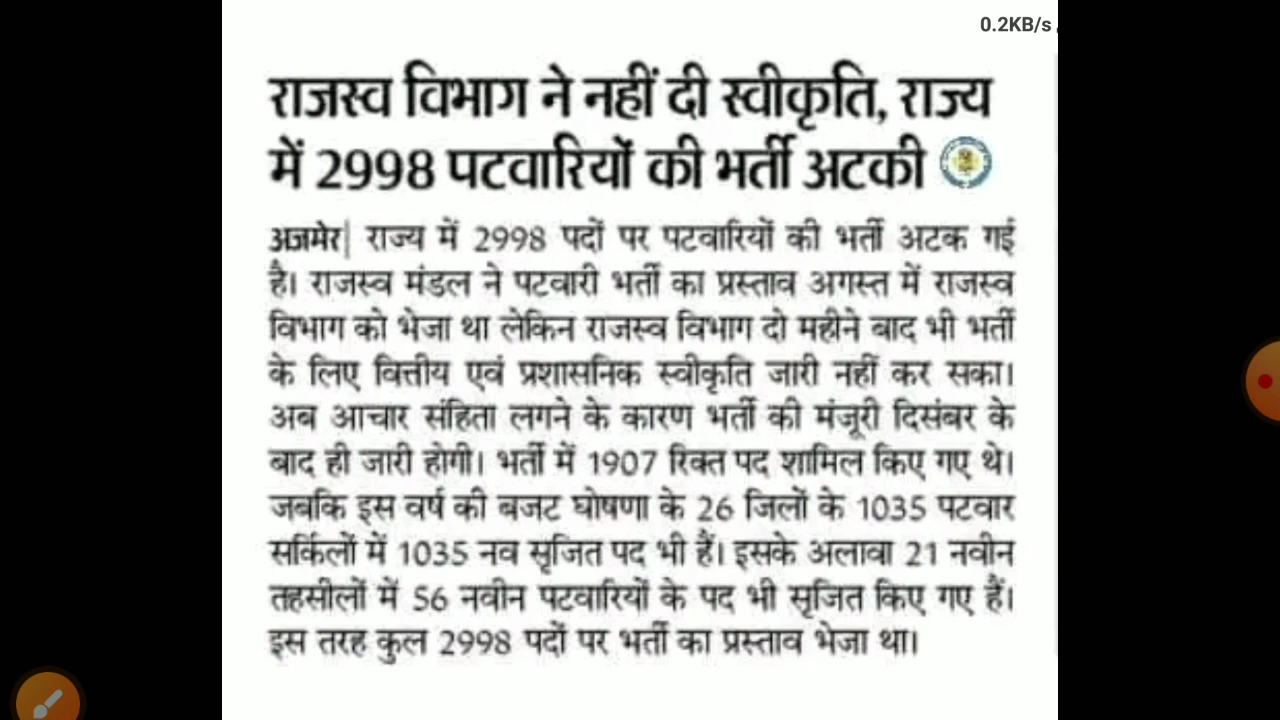 0.2KB/s
राजस्व विभाग ने नहीं दी स्वीकृति, राज्य
में 2998 पटवारियों की भर्ती अटकी
अजमेर| राज्य में 2998 पदों पर पटवारियों की भर्ती अटक गई
है। राजस्व मंडल ने पटवारी भर्ती का प्रस्ताव अगस्त में राजस्व
विभाग को भेजा था लेकिन राजस्व विभाग दो महीने बाद भी भर्ती
के लिए वित्तीय एवं प्रशासनिक स्वीकृति जारी नहीं कर सका।
अब आचार संहिता लगने के कारण भर्ती की मंजूरी दिसंबर के
बाद ही जारी होगी। भर्ती में 1907 रिक्त पद शामिल किए गए थे।
जबकि इस वर्ष की बजट घोषणा के 26 जिलों के 1035 पटवार
सर्किलों में 1035 नव सृजित पद भी हैं। इसके अलावा 21 नवीन
तहसीलों में 56 नवीन पटवारियों के पद भी सृजित किए गए हैं।
इस तरह कुल 2998 पदों पर भर्ती का प्रस्ताव भेजा था।